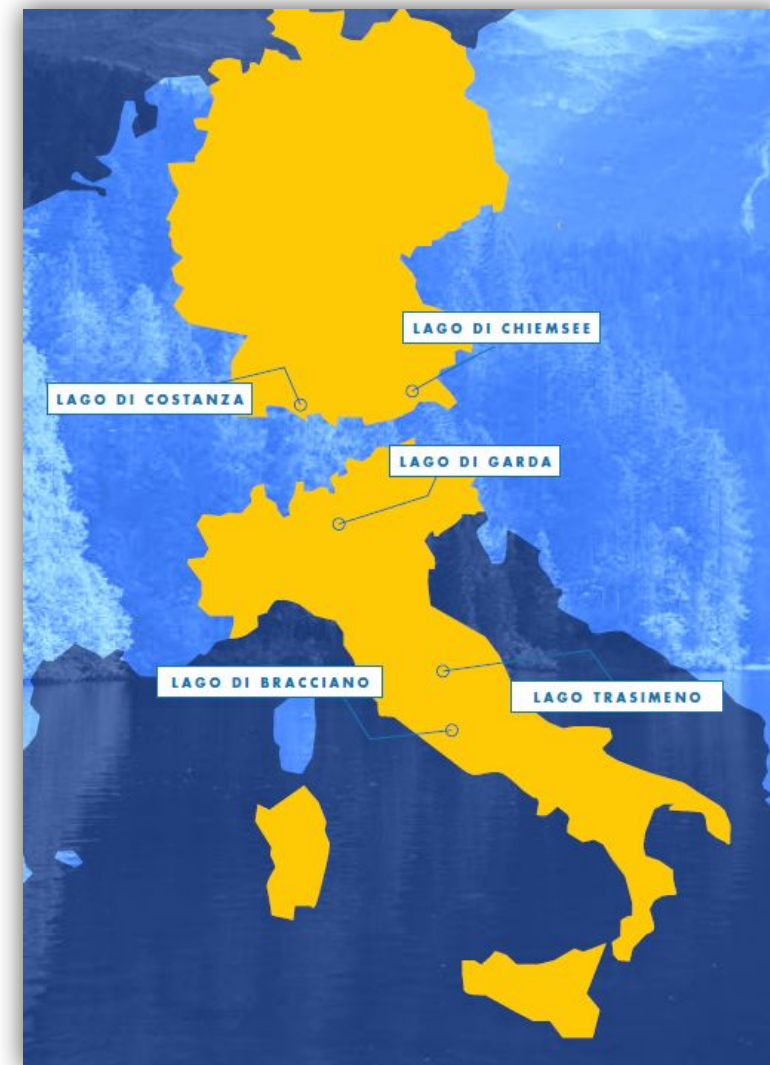 LAGO DI CHIEMSEE
LAGO DI COSTANZA
LAGO DI GARDA
LAGO DI BRACCIANO
LAGO TRASIMENO